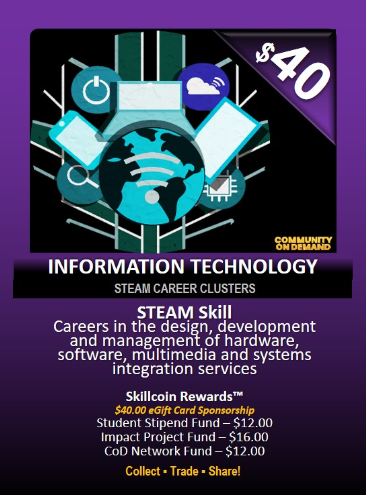 $40
COMMUNITY
ON DEMAND
INFORMATION TECHNOLOGY
STEAM CAREER CLUSTERS
STEAM Skill
Careers in the design, development
and management of hardware,
software, multimedia and systems
integration services
Skillcoin Rewards™
$40.00 eGift Card Sponsorship
Student Stipend Fund – $12.00
Impact Project Fund – $16.00
CoD Network Fund – $12.00
Collect ▪ Trade ▪ Share!